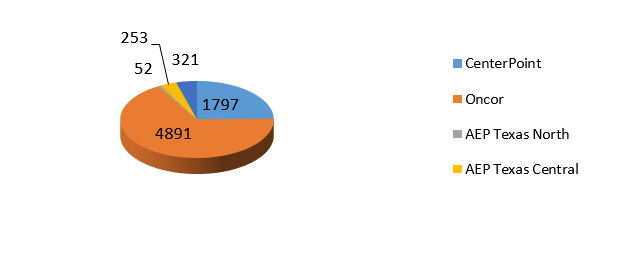 253
321
52
1797
4891
CenterPoint
Oncor
AEP Texas North
AEP Texas Central